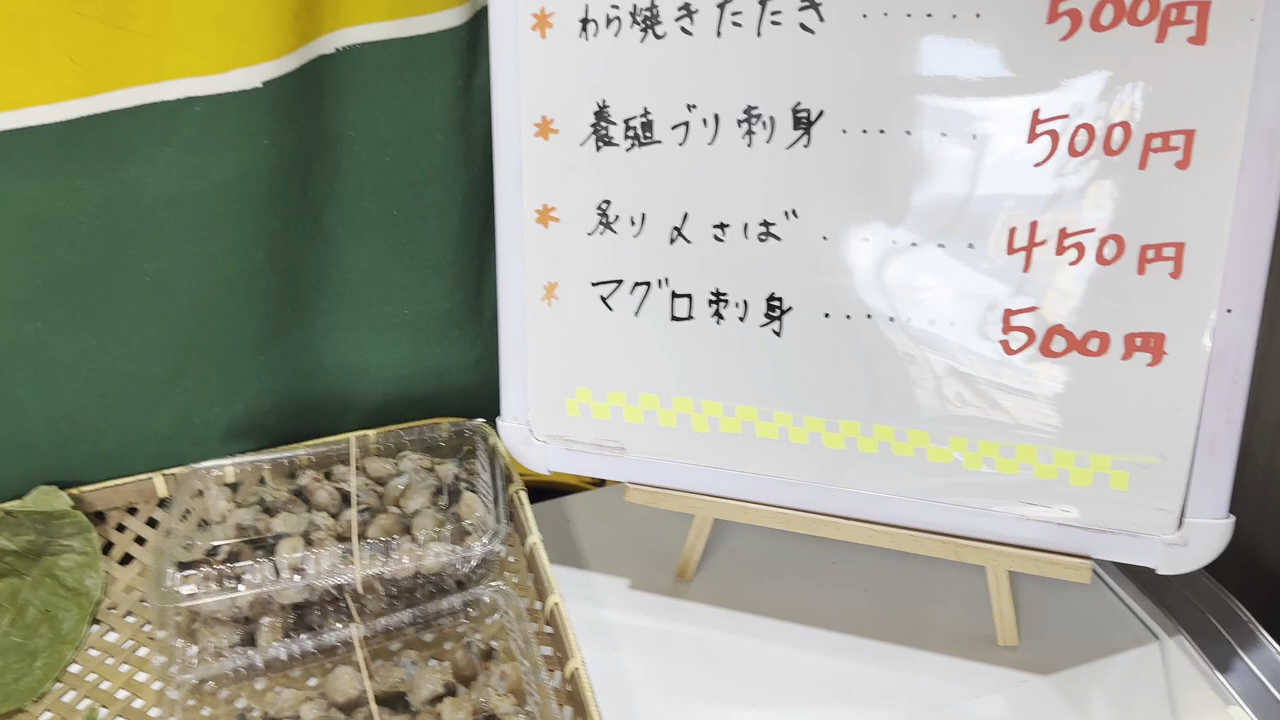 * わら焼きたたき ....... 500円
* 養殖ブリ刺身 ....... 500円
* 炙り〆さば ........ 450円
* マグロ刺身 ........ 500円